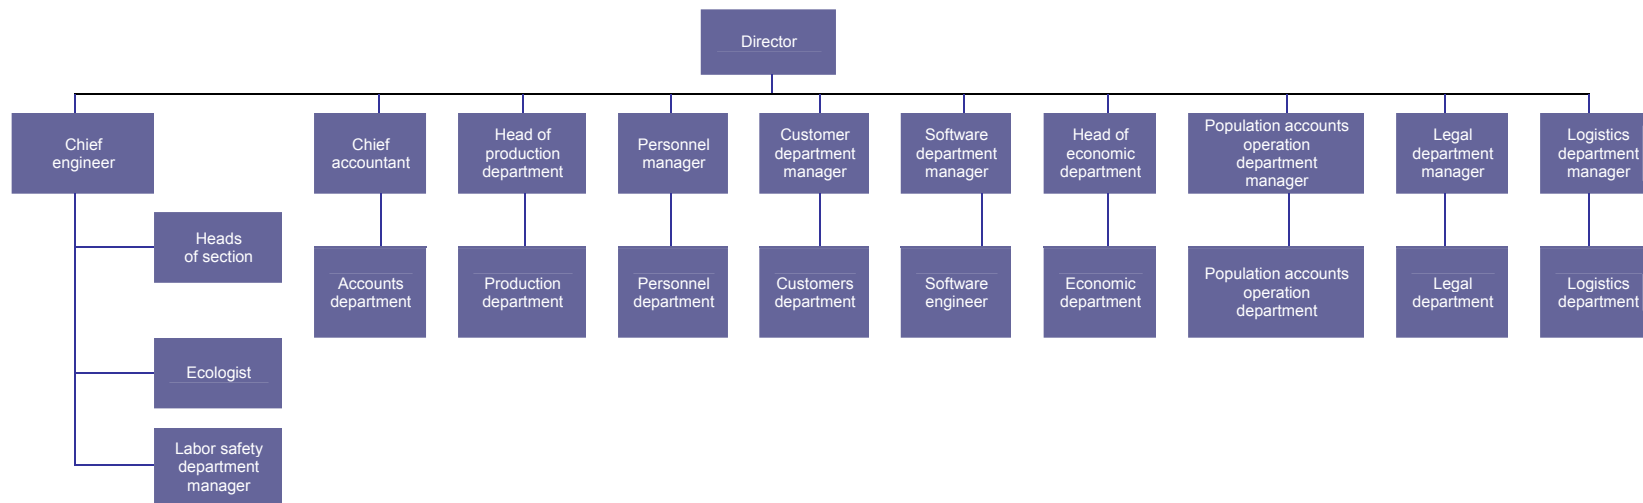 Director
Chief
engineer
Chief
accountant
Head of
production
department
Personnel
manager
Customer
department
manager
Software
department
manager
Head of
economic
department
Population accounts
operation
department
manager
Legal
department
manager
Logistics
department
manager
Heads
of section
Accounts
department
Production
department
Personnel
department
Customers
department
Software
engineer
Economic
department
Population accounts
operation
department
Legal
department
Logistics
department
Ecologist
Labor safety
department
manager